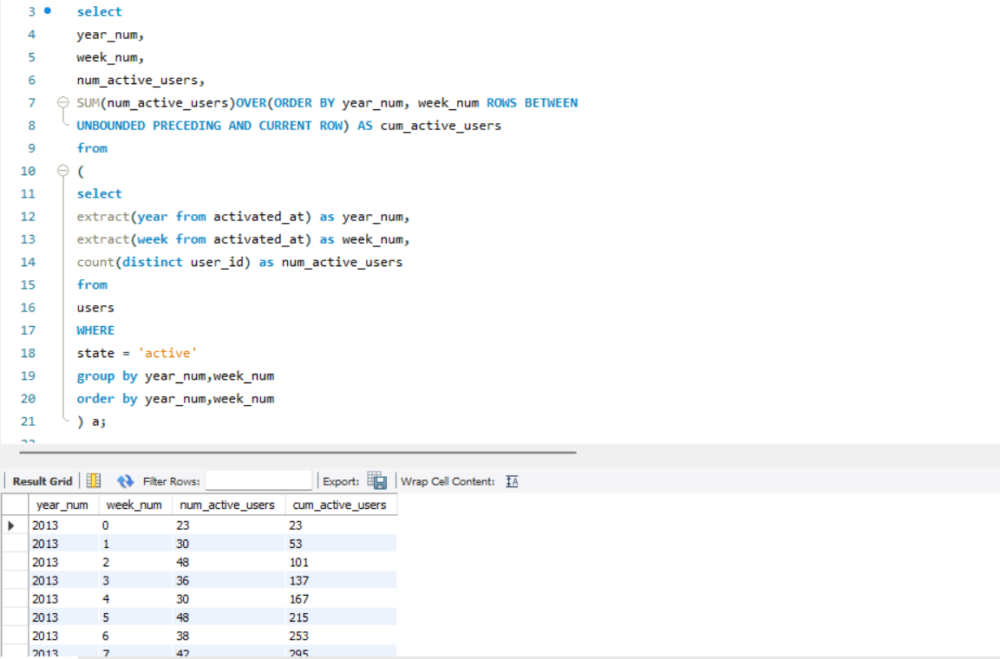 3 select
4 year_num,
5 week_num,
6 num_active_users,
7 SUM(num_active_users)OVER(ORDER BY year_num, week_num ROWS BETWEEN
8 UNBOUNDED PRECEDING AND CURRENT ROW) AS cum_active_users
9 from
10 (
11 select
12 extract(year from activated_at) as year_num,
13 extract(week from activated_at) as week_num,
14 count(distinct user_id) as num_active_users
15 from
16 users
17 WHERE
18 state = 'active'
19 group by year_num,week_num
20 order by year_num,week_num
21 ) a;
22
Result Grid Filter Rows: Export: Wrap Cell Content: IA
year_num week_num num_active_users cum_active_users
2013 0 23 23
2013 1 30 53
2013 2 48 101
2013 3 36 137
2013 4 30 167
2013 5 48 215
2013 6 38 253
2013 7 42 295